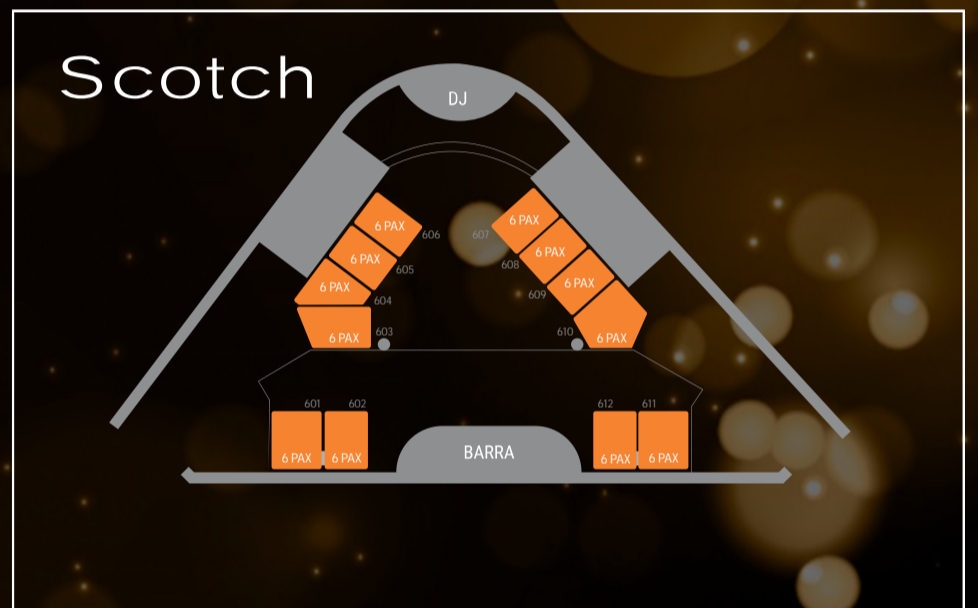 Scotch
DJ
6 PAX
606
6 PAX
605
6 PAX
604
6 PAX
603
607
6 PAX
608
6 PAX
609
6 PAX
610
6 PAX
601
602
6 PAX
6 PAX
BARRA
612
611
6 PAX
6 PAX